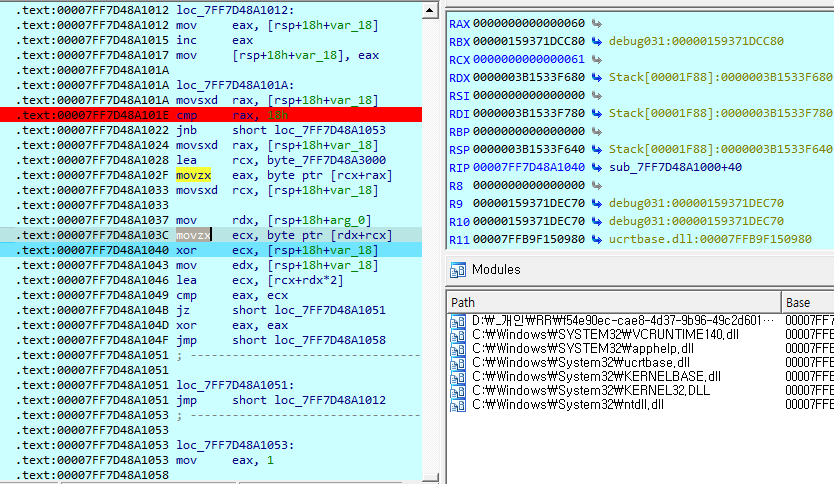 .text:00007FF7D48A1012 loc_7FF7D48A1012:
.text:00007FF7D48A1012 mov eax, [rsp+18h+var_18]
.text:00007FF7D48A1015 inc eax
.text:00007FF7D48A1017 mov [rsp+18h+var_18], eax
.text:00007FF7D48A101A
.text:00007FF7D48A101A loc_7FF7D48A101A:
.text:00007FF7D48A101A movsxd rax, [rsp+18h+var_18]
.text:00007FF7D48A101E cmp rax, 18h
.text:00007FF7D48A1022 jnb short loc_7FF7D48A1053
.text:00007FF7D48A1024 movsxd rax, [rsp+18h+var_18]
.text:00007FF7D48A1028 lea rcx, byte_7FF7D48A3000
.text:00007FF7D48A102F movzx eax, byte ptr [rcx+rax]
.text:00007FF7D48A1033 movsxd rcx, [rsp+18h+var_18]
.text:00007FF7D48A1033
.text:00007FF7D48A1037 mov rdx, [rsp+18h+arg_0]
.text:00007FF7D48A103C movzx ecx, byte ptr [rdx+rcx]
.text:00007FF7D48A1040 xor ecx, [rsp+18h+var_18]
.text:00007FF7D48A1043 mov edx, [rsp+18h+var_18]
.text:00007FF7D48A1046 lea ecx, [rcx+rdx*2]
.text:00007FF7D48A1049 cmp eax, ecx
.text:00007FF7D48A104B jz short loc_7FF7D48A1051
.text:00007FF7D48A104D xor eax, eax
.text:00007FF7D48A104F jmp short loc_7FF7D48A1058
.text:00007FF7D48A1051 ; ---------------------------
.text:00007FF7D48A1051
.text:00007FF7D48A1051 loc_7FF7D48A1051:
.text:00007FF7D48A1051 jmp short loc_7FF7D48A1012
.text:00007FF7D48A1053 ; ---------------------------
.text:00007FF7D48A1053
.text:00007FF7D48A1053 loc_7FF7D48A1053:
.text:00007FF7D48A1053 mov eax, 1
.text:00007FF7D48A1058
RAX 0000000000000060
RBX 00000159371DCC80 debug031:00000159371DCC80
RCX 0000000000000061
RDX 0000003B1533F680 Stack[00001F88]:0000003B1533F680
RSI 0000000000000000
RDI 0000003B1533F780 Stack[00001F88]:0000003B1533F780
RBP 0000000000000000
RSP 0000003B1533F640 Stack[00001F88]:0000003B1533F640
RIP 00007FF7D48A1040 sub_7FF7D48A1000+40
R8 0000000000000000
R9 00000159371DEC70 debug031:00000159371DEC70
R10 00000159371DEC70 debug031:00000159371DEC70
R11 00007FFB9F150980 ucrtbase.dll:00007FFB9F150980
Modules
Path Base
D:₩_개인₩RR₩f54e90ec-cae8-4d37-9b96-49c2d601··· 00007FF7
C:₩Windows₩SYSTEM32₩VCRUNTIME140.dll 00007FFB
C:₩Windows₩SYSTEM32₩apphelp.dll 00007FFB
C:₩Windows₩System32₩ucrtbase.dll 00007FFB
C:₩Windows₩System32₩KERNELBASE.dll 00007FFB
C:₩Windows₩System32₩KERNEL32.DLL 00007FFB
C:₩Windows₩System32₩ntdll.dll 00007FFB